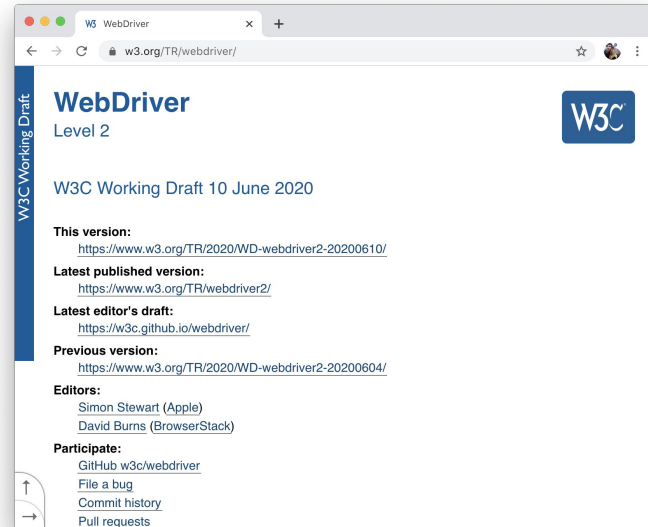 W3 WebDriver
w3.org/TR/webdriver/
W3C Working Draft
WebDriver
W3C
Level 2
W3C Working Draft 10 June 2020
This version:
https://www.w3.org/TR/2020/WD-webdriver2-20200610/
Latest published version:
https://www.w3.org/TR/webdriver2/
Latest editor's draft:
https://w3c.github.io/webdriver/
Previous version:
https://www.w3.org/TR/2020/WD-webdriver2-20200604/
Editors:
Simon Stewart (Apple)
David Burns (BrowserStack)
Participate:
GitHub w3c/webdriver
File a bug
Commit history
Pull requests